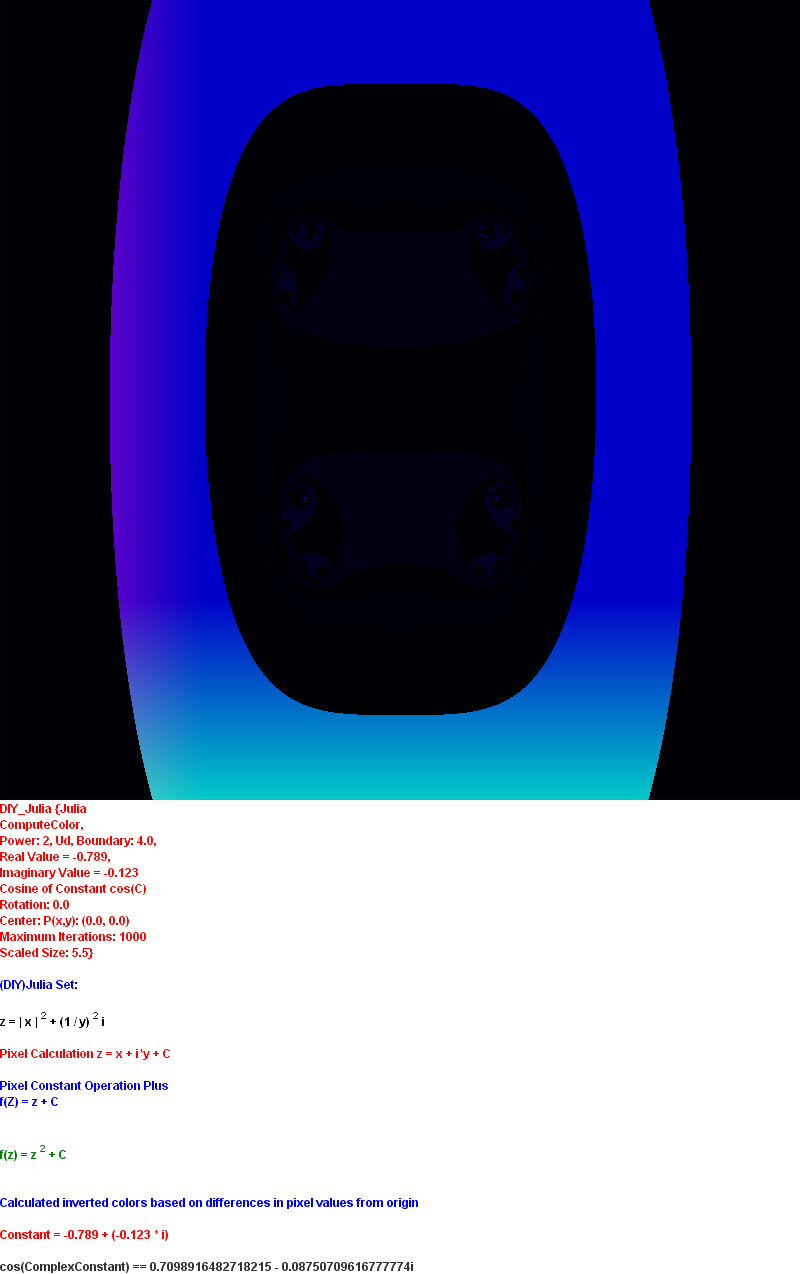 DIY_Julia {Julia
ComputeColor,
Power: 2, Ud, Boundary: 4.0,
Real Value = -0.789,
Imaginary Value = -0.123
Cosine of Constant cos(C)
Rotation: 0.0
Center: P(x,y): (0.0, 0.0)
Maximum Iterations: 1000
Scaled Size: 5.5}
(DIY)Julia Set:
z = | x | 2 + (1 / y) 2 i
Pixel Calculation z = x + i*y + C
Pixel Constant Operation Plus
f(Z) = z + C
f(z) = z 2 + C
Calculated inverted colors based on differences in pixel values from origin
Constant = -0.789 + (-0.123 * i)
cos(ComplexConstant) == 0.7098916482718215 - 0.08750709616777774i